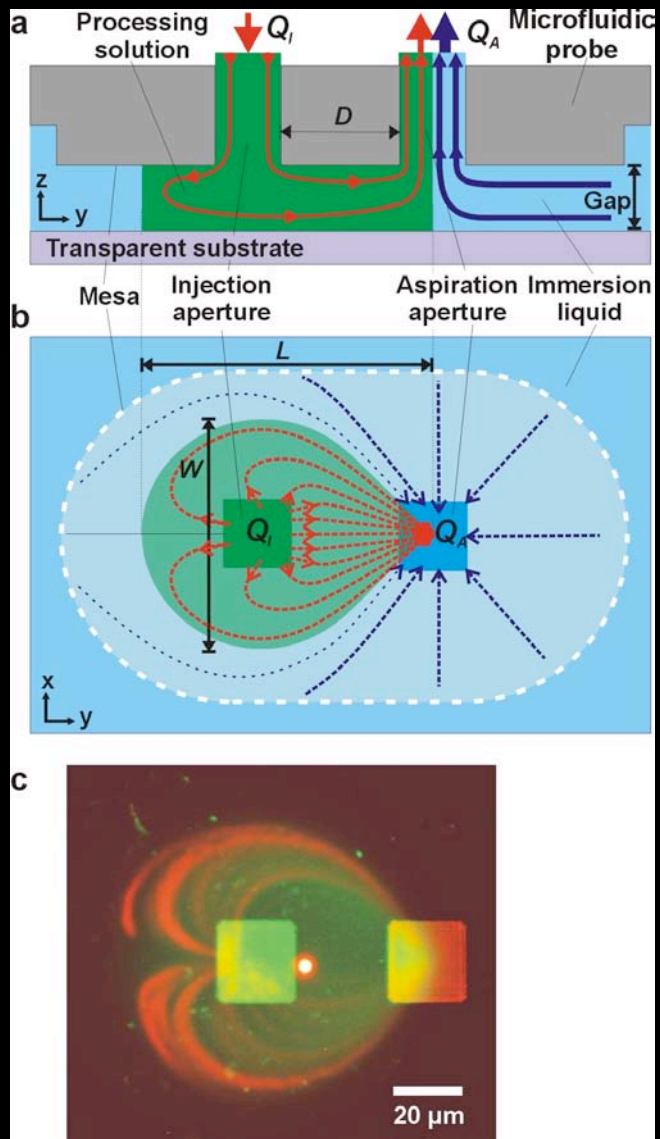 a
Processing
solution
Q_I
Q_A
Microfluidic
probe
D
z
y
Gap
Transparent substrate
Mesa
Injection
aperture
Aspiration
aperture
Immersion
liquid
b
L
W
Q_I
Q_A
x
y
c
20 µm